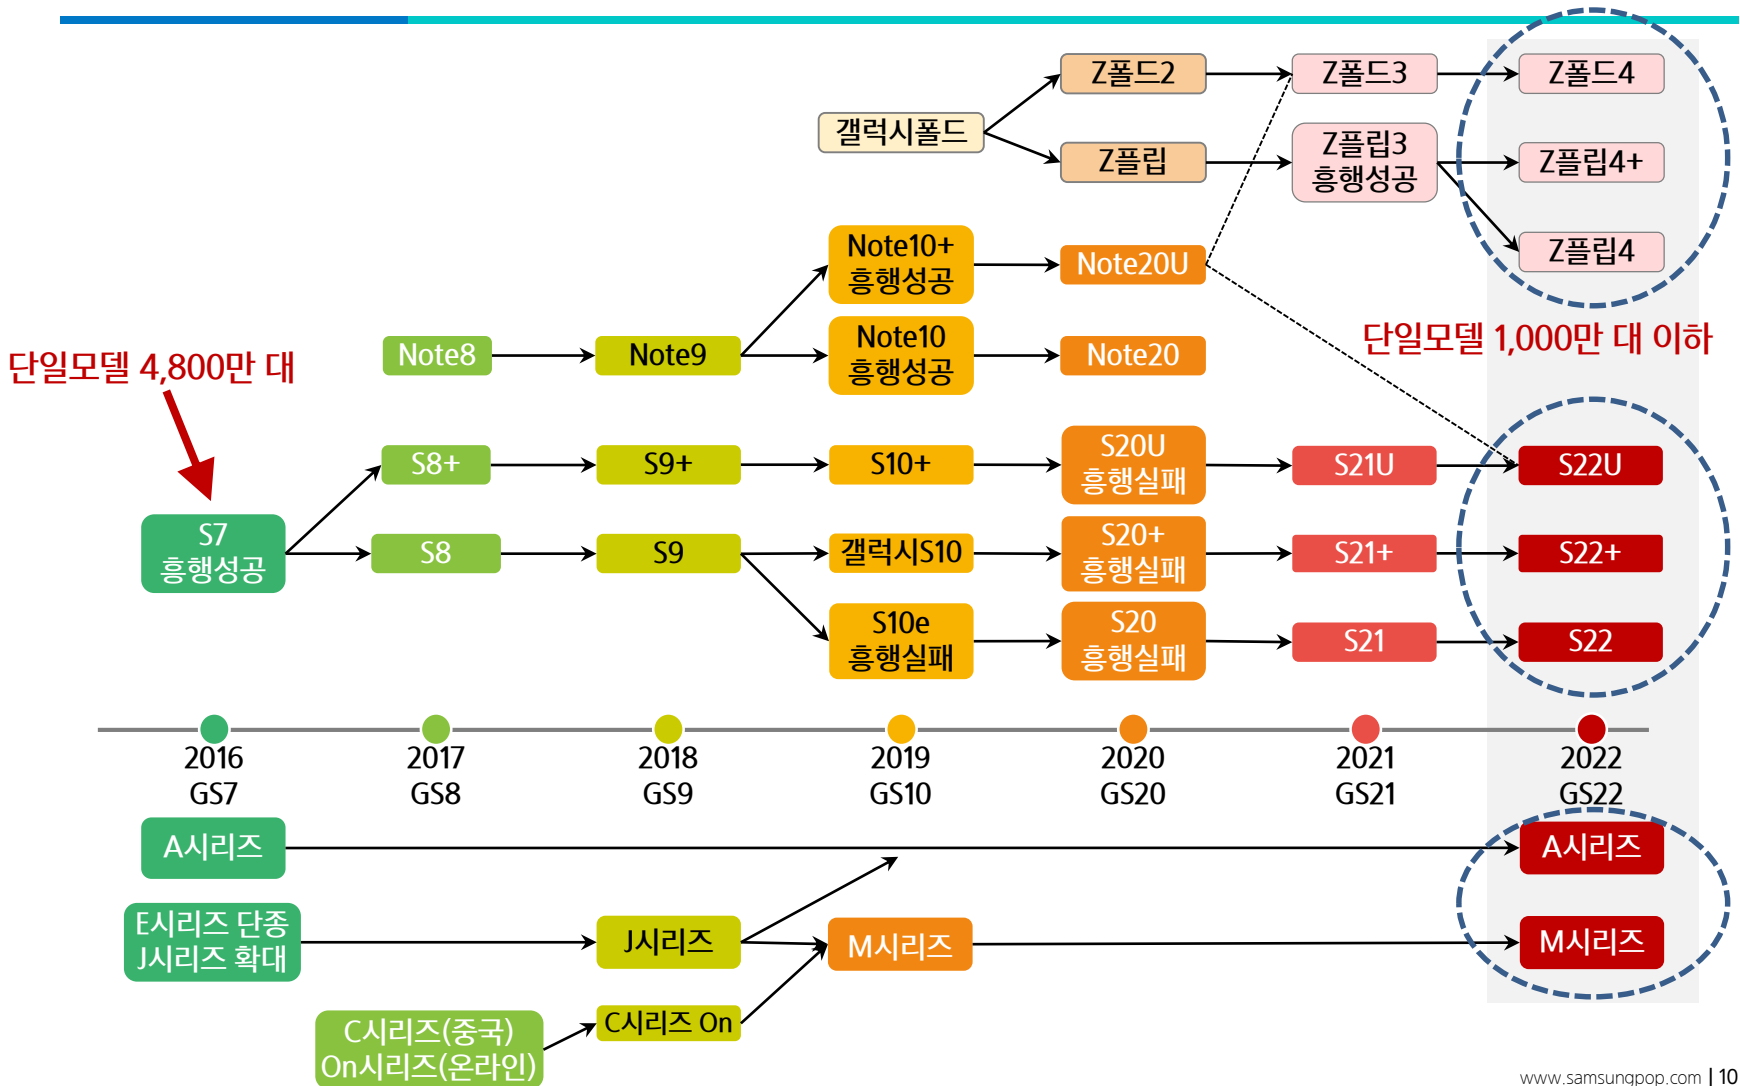 Z폴드2
Z폴드3
Z폴드4
갤럭시폴드
Z플립
Z플립3
흥행성공
Z플립4+
Z플립4
Note10+
흥행성공
Note20U
단일모델 4,800만 대
Note8
Note9
Note10
흥행성공
Note20
단일모델 1,000만 대 이하
S8+
S9+
S10+
S20U
흥행실패
S21U
S22U
S7
흥행성공
S8
S9
갤럭시S10
S20+
흥행실패
S21+
S22+
S10e
흥행실패
S20
흥행실패
S21
S22
2016
GS7
2017
GS8
2018
GS9
2019
GS10
2020
GS20
2021
GS21
2022
GS22
A시리즈
A시리즈
E시리즈 단종
J시리즈 확대
J시리즈
M시리즈
M시리즈
C시리즈(중국)
On시리즈(온라인)
C시리즈 On
www.samsungpop.com | 10